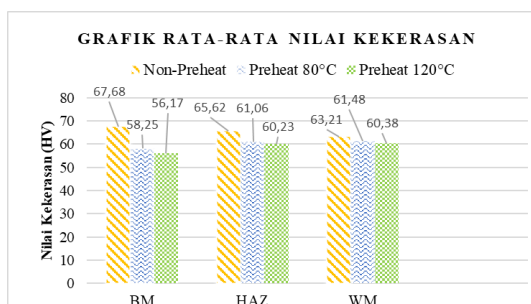 GRAFIK RATA-RATA NILAI KEKERASAN
Non-Preheat Preheat 80°C Preheat 120°C
67,68 58,25 56,17 65,62 61,06 60,23 63,21 61,48 60,38
Nilai Kekerasan (HV)
80
70
60
50
40
30
20
10
0
BM HAZ WM